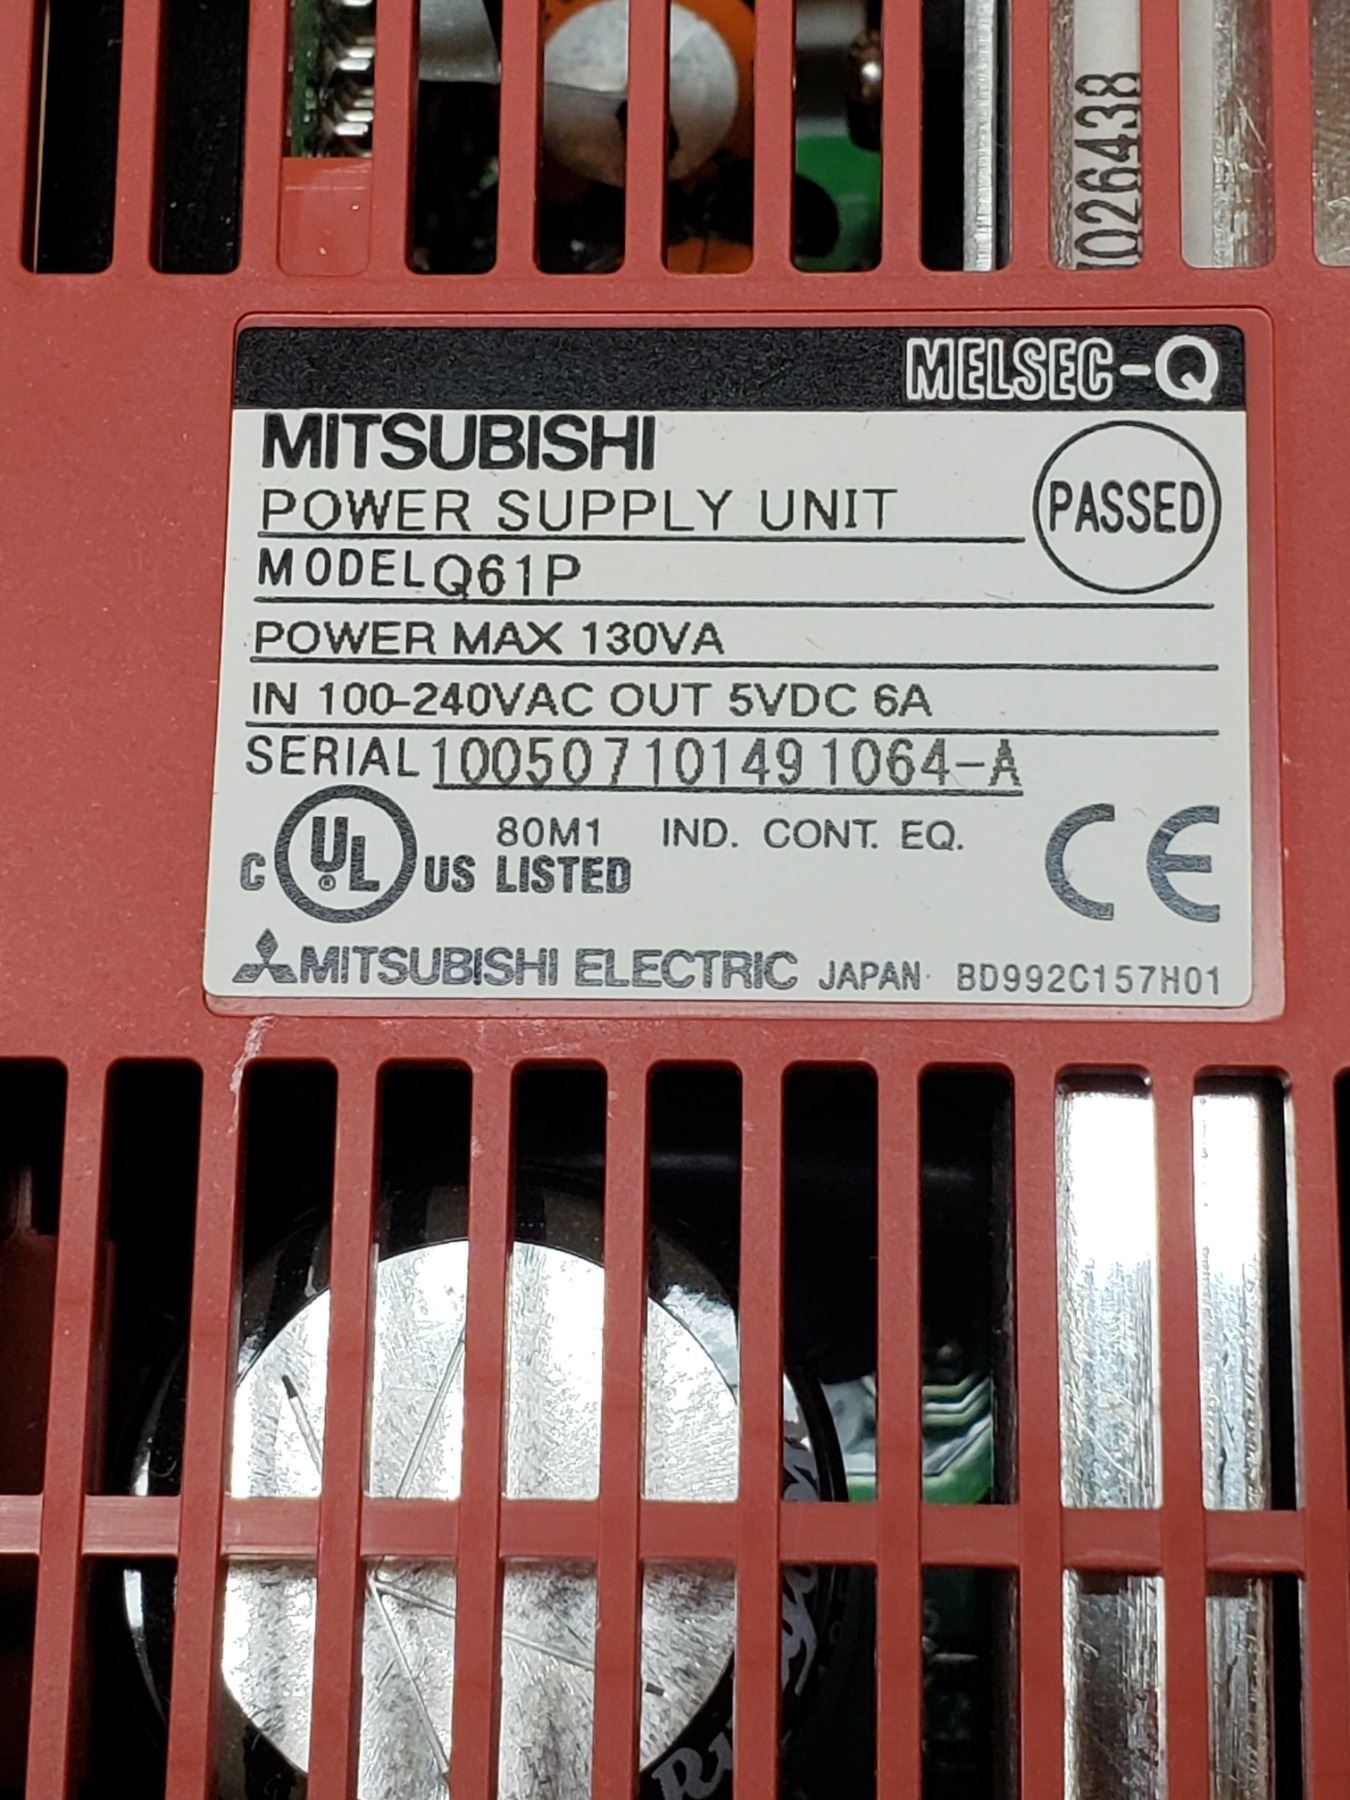 026438
MELSEC-Q
MITSUBISHI
POWER SUPPLY UNIT
PASSED
MODEL Q61P
POWER MAX 130VA
IN 100-240VAC OUT 5VDC 6A
SERIAL 100507101491064-A
C UL® US LISTED 80M1 IND. CONT. EQ.
CE
MITSUBISHI ELECTRIC JAPAN BD992C157H01